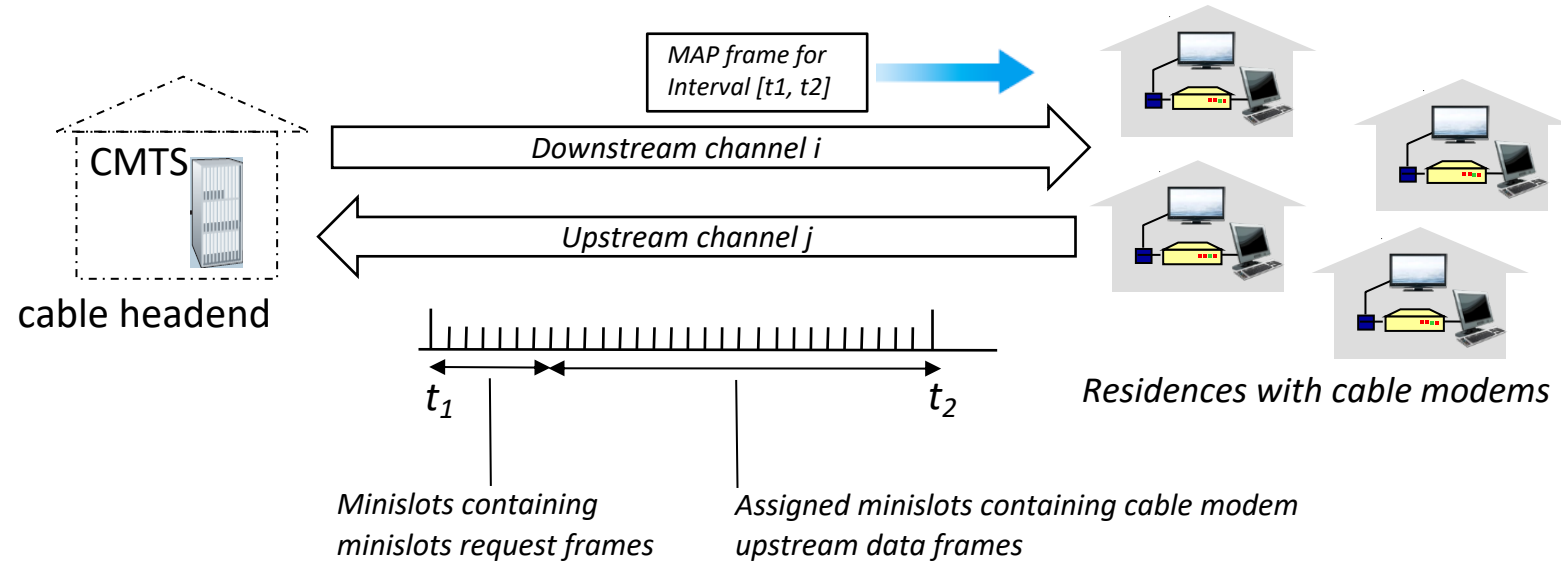 MAP frame for
Interval [t1, t2]
Downstream channel i
CMTS
Upstream channel j
cable headend
t1
t2
Residences with cable modems
Minislots containing
minislots request frames
Assigned minislots containing cable modem
upstream data frames